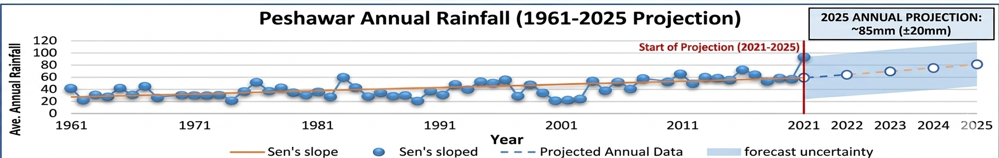 Peshawar Annual Rainfall (1961-2025 Projection)
2025 ANNUAL PROJECTION:
~85mm (±20mm)
Start of Projection (2021-2025)
Ave. Annual Rainfall
120
100
80
60
40
20
0
1961 1971 1981 1991 2001 2011 2021 2022 2023 2024 2025
Year
Sen's slope Sen's sloped Projected Annual Data forecast uncertainty